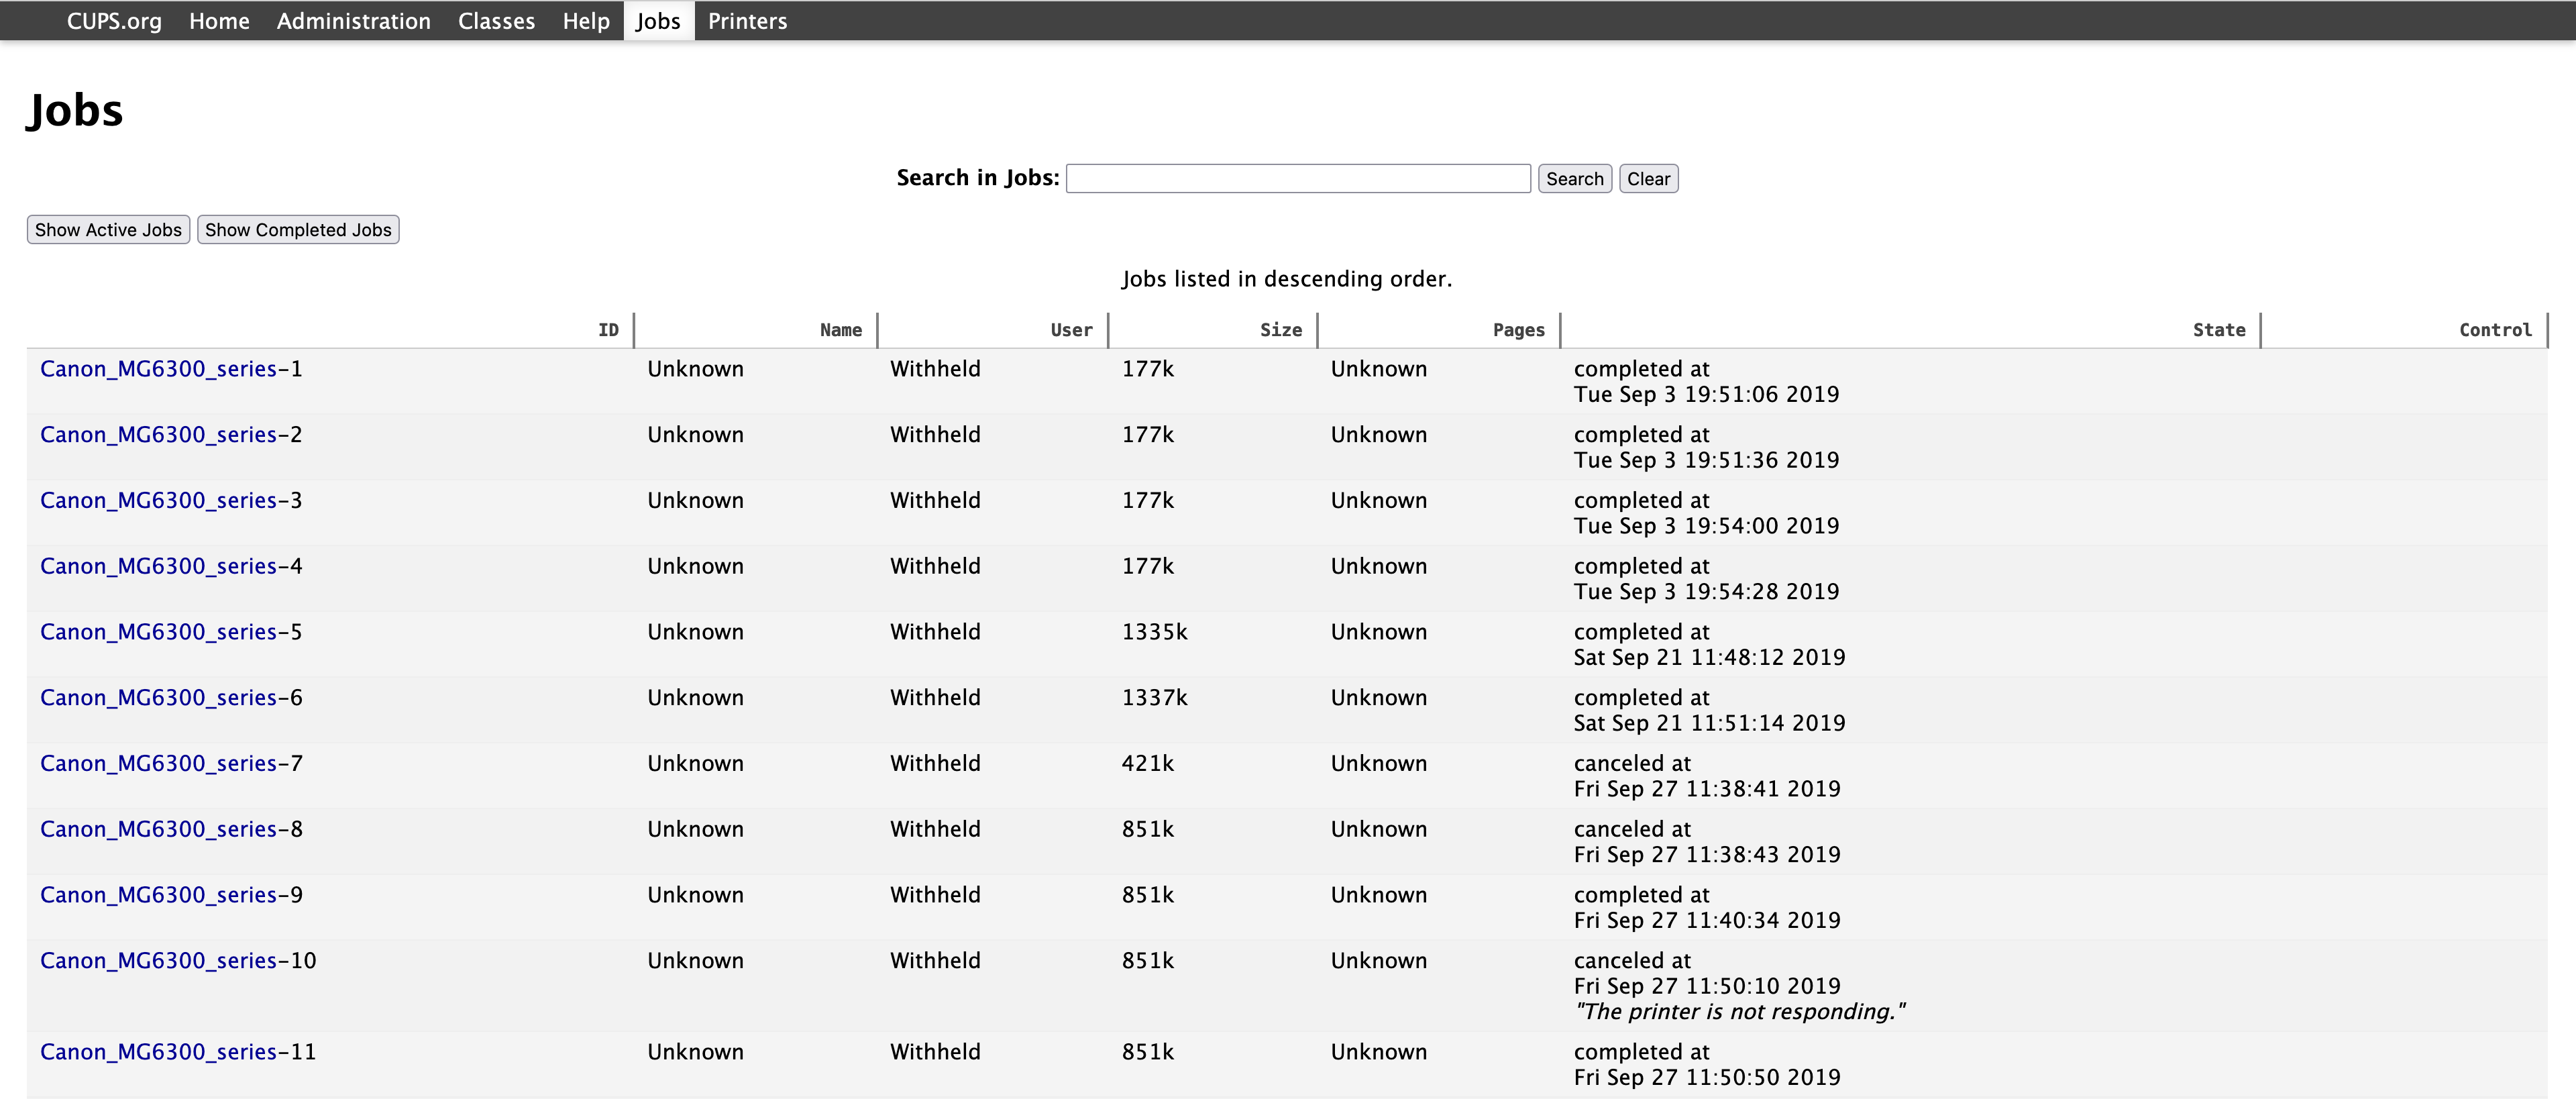 CUPS.org Home Administration Classes Help Jobs Printers
Jobs
Search in Jobs: Search Clear
Show Active Jobs Show Completed Jobs
Jobs listed in descending order.
ID Name User Size Pages State Control
Canon_MG6300_series-1 Unknown Withheld 177k Unknown completed at
Tue Sep 3 19:51:06 2019
Canon_MG6300_series-2 Unknown Withheld 177k Unknown completed at
Tue Sep 3 19:51:36 2019
Canon_MG6300_series-3 Unknown Withheld 177k Unknown completed at
Tue Sep 3 19:54:00 2019
Canon_MG6300_series-4 Unknown Withheld 177k Unknown completed at
Tue Sep 3 19:54:28 2019
Canon_MG6300_series-5 Unknown Withheld 1335k Unknown completed at
Sat Sep 21 11:48:12 2019
Canon_MG6300_series-6 Unknown Withheld 1337k Unknown completed at
Sat Sep 21 11:51:14 2019
Canon_MG6300_series-7 Unknown Withheld 421k Unknown canceled at
Fri Sep 27 11:38:41 2019
Canon_MG6300_series-8 Unknown Withheld 851k Unknown canceled at
Fri Sep 27 11:38:43 2019
Canon_MG6300_series-9 Unknown Withheld 851k Unknown completed at
Fri Sep 27 11:40:34 2019
Canon_MG6300_series-10 Unknown Withheld 851k Unknown canceled at
Fri Sep 27 11:50:10 2019
"The printer is not responding."
Canon_MG6300_series-11 Unknown Withheld 851k Unknown completed at
Fri Sep 27 11:50:50 2019